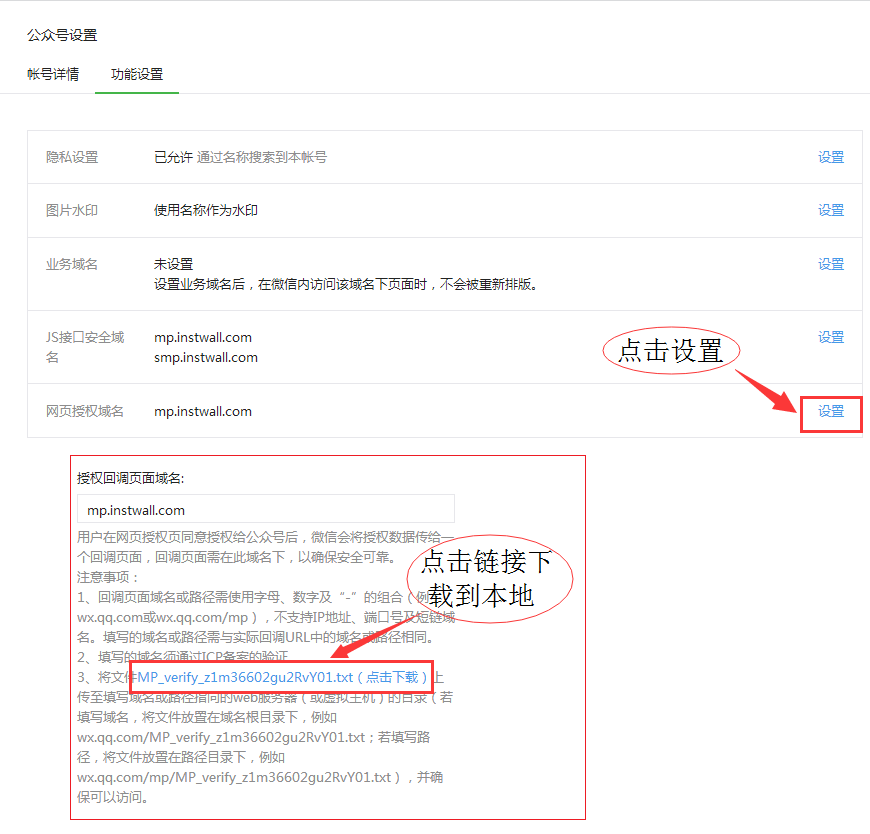 公众号设置
帐号详情 功能设置
隐私设置 已允许 通过名称搜索到本帐号 设置
图片水印 使用名称作为水印 设置
业务域名 未设置 设置
设置业务域名后，在微信内访问该域名下页面时，不会被重新排版。
JS接口安全域 mp.instwall.com 设置
名 smp.instwall.com
点击设置
网页授权域名 mp.instwall.com 设置
授权回调页面域名:
mp.instwall.com
用户在网页授权页同意授权给公众号后，微信会将授权数据传给一
个回调页面，回调页面需在此域名下，以确保安全可靠。
注意事项：
点击链接下
载到本地
1、回调页面域名或路径需使用字母、数字及“-”的组合（例
wx.qq.com或wx.qq.com/mp），不支持IP地址、端口号及短链域
名。填写的域名或路径需与实际回调URL中的域名或路径相同。
2、填写的域名须通过ICP备案的验证
3、将文件MP_verify_z1m36602gu2RvY01.txt（点击下载）上
传至填写域名或路径指向的web服务器（或虚拟主机）的目录（若
填写域名，将文件放置在域名根目录下，例如
wx.qq.com/MP_verify_z1m36602gu2RvY01.txt；若填写路
径，将文件放置在路径目录下，例如
wx.qq.com/mp/MP_verify_z1m36602gu2RvY01.txt），并确
保可以访问。